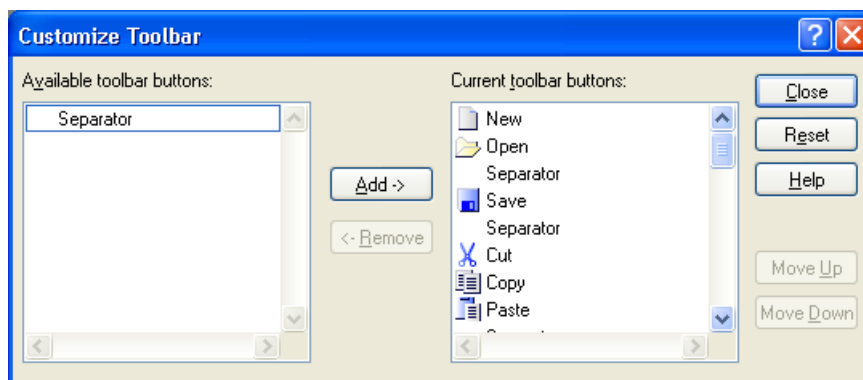 Customize Toolbar
Available toolbar buttons:
Separator
Add ->
<- Remove
Current toolbar buttons:
New
Open
Separator
Save
Separator
Cut
Copy
Paste
Close
Reset
Help
Move Up
Move Down